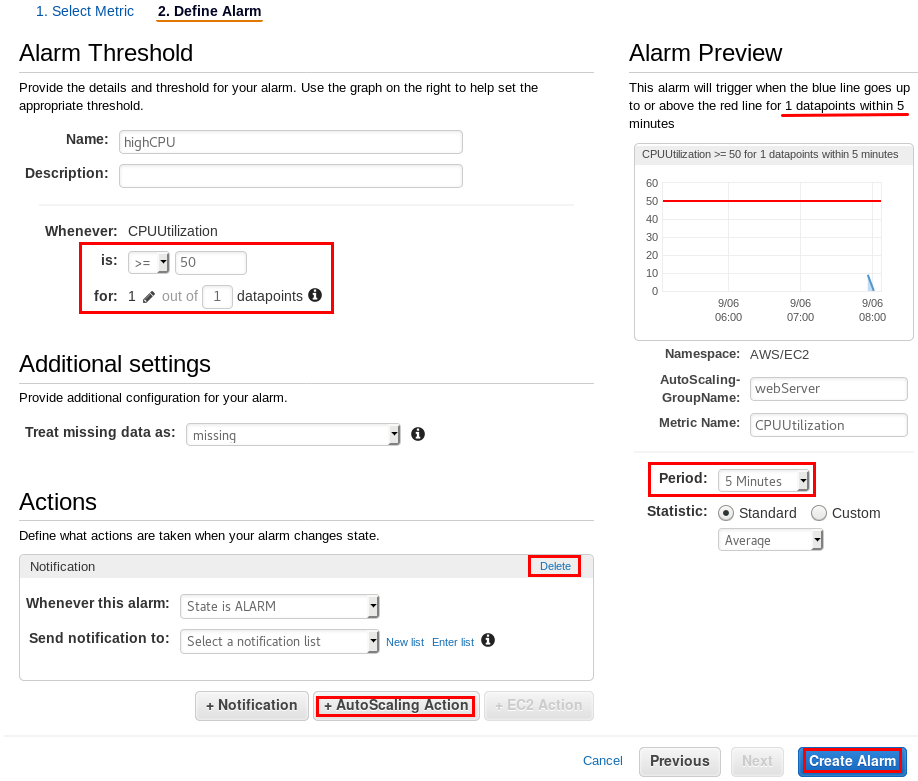 1. Select Metric 2. Define Alarm
Alarm Threshold
Provide the details and threshold for your alarm. Use the graph on the right to help set the
appropriate threshold.
Name: highCPU
Description:
Whenever: CPUUtilization
is: >= 50
for: 1 out of 1 datapoints
Additional settings
Provide additional configuration for your alarm.
Treat missing data as: missing
Actions
Define what actions are taken when your alarm changes state.
Notification Delete
Whenever this alarm: State is ALARM
Send notification to: Select a notification list New list Enter list
+ Notification + AutoScaling Action + EC2 Action
Alarm Preview
This alarm will trigger when the blue line goes up
to or above the red line for 1 datapoints within 5
minutes
CPUUtilization >= 50 for 1 datapoints within 5 minutes
60
50
40
30
20
10
0
9/06 9/06 9/06
06:00 07:00 08:00
Namespace: AWS/EC2
AutoScaling-
GroupName: webServer
Metric Name: CPUUtilization
Period: 5 Minutes
Statistic: Standard Custom
Average
Cancel Previous Next Create Alarm